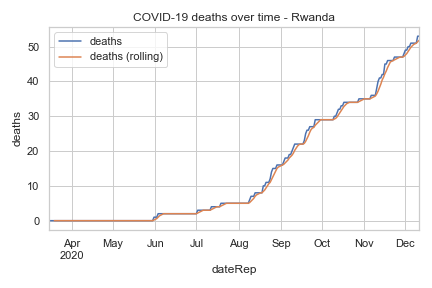 COVID-19 deaths over time - Rwanda
deaths
deaths (rolling)
50
40
30
20
10
0
deaths
Apr May Jun Jul Aug Sep Oct Nov Dec
2020
dateRep